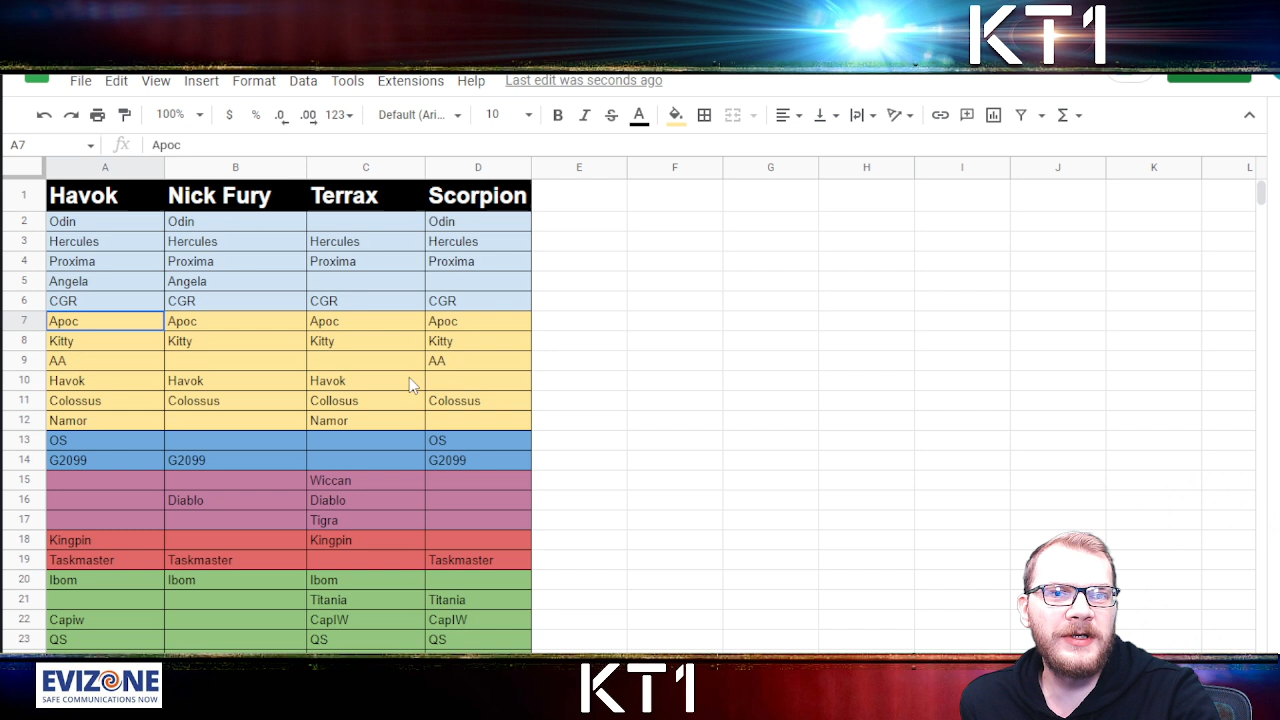 KT1
File Edit View Insert Format Data Tools Extensions Help Last edit was seconds ago
100% $ % .0 .00 123 Default (Ari... 10 B I S A Σ
A7 fx Apoc
A B C D E F G H I J K L
1 Havok Nick Fury Terrax Scorpion
2 Odin Odin Odin
3 Hercules Hercules Hercules Hercules
4 Proxima Proxima Proxima Proxima
5 Angela Angela
6 CGR CGR CGR CGR
7 Apoc Apoc Apoc Apoc
8 Kitty Kitty Kitty Kitty
9 AA AA
10 Havok Havok Havok
11 Colossus Colossus Collosus Colossus
12 Namor Namor
13 OS OS
14 G2099 G2099 G2099
15 Wiccan
16 Diablo Diablo
17 Tigra
18 Kingpin Kingpin
19 Taskmaster Taskmaster Taskmaster
20 Ibom Ibom Ibom
21 Titania Titania
22 Capiw CapIW CapIW
23 QS QS QS
EVIZONE
SAFE COMMUNICATIONS NOW
KT1